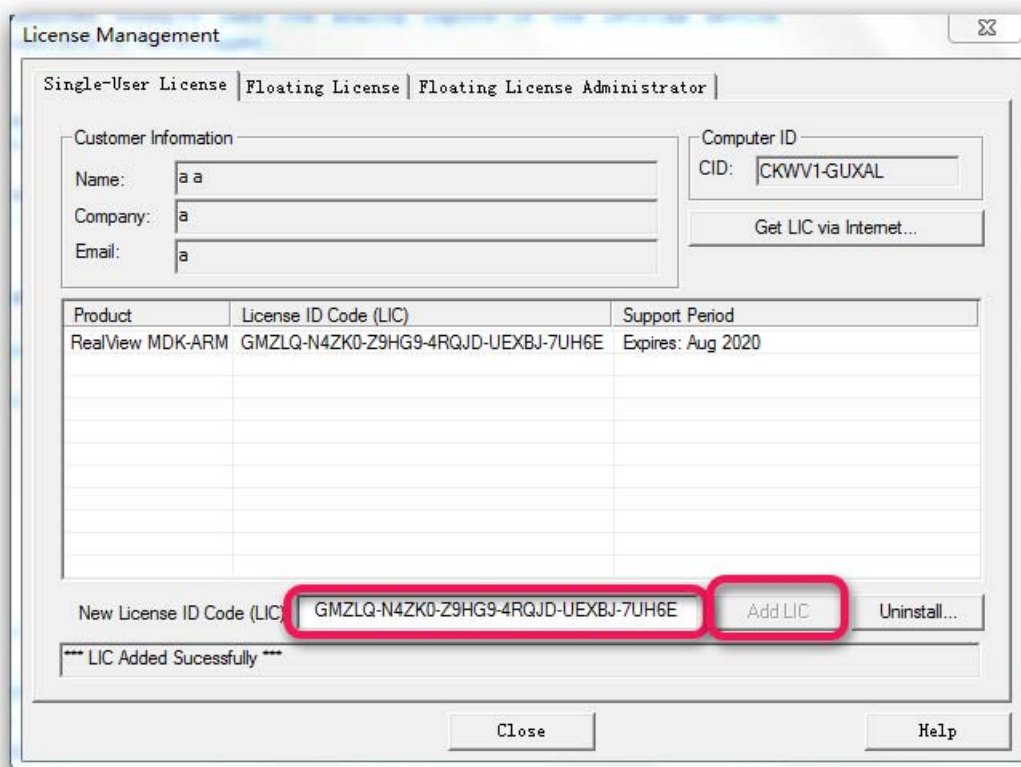 License Management
Single-User License
Floating License
Floating License Administrator
Customer Information
Name: a a
Company: a
Email: a
Computer ID
CID: CKWV1-GUXAL
Get LIC via Internet...
Product License ID Code (LIC) Support Period
RealView MDK-ARM GMZLQ-N4ZK0-Z9HG9-4RQJD-UEXBJ-7UH6E Expires: Aug 2020
New License ID Code (LIC) GMZLQ-N4ZK0-Z9HG9-4RQJD-UEXBJ-7UH6E Add LIC Uninstall...
*** LIC Added Sucessfully ***
Close Help